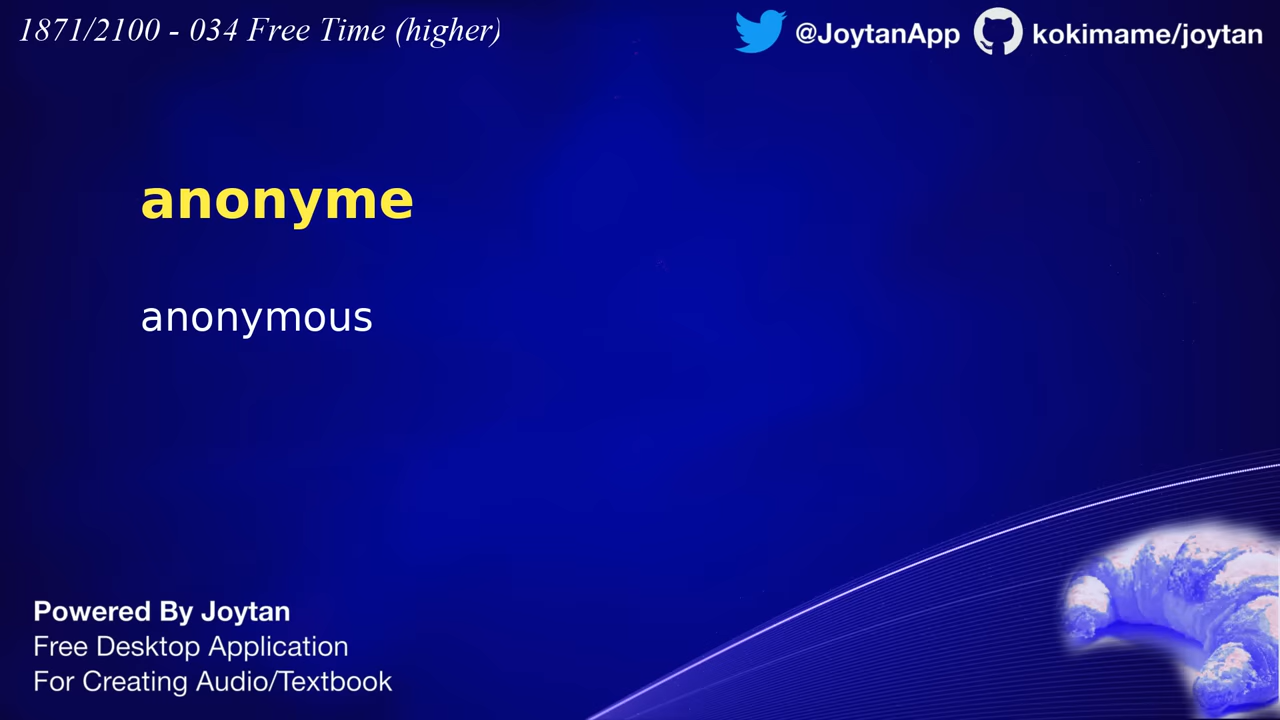 1871/2100 - 034 Free Time (higher)
@JoytanApp kokimame/joytan
anonyme
anonymous
Powered By Joytan
Free Desktop Application
For Creating Audio/Textbook